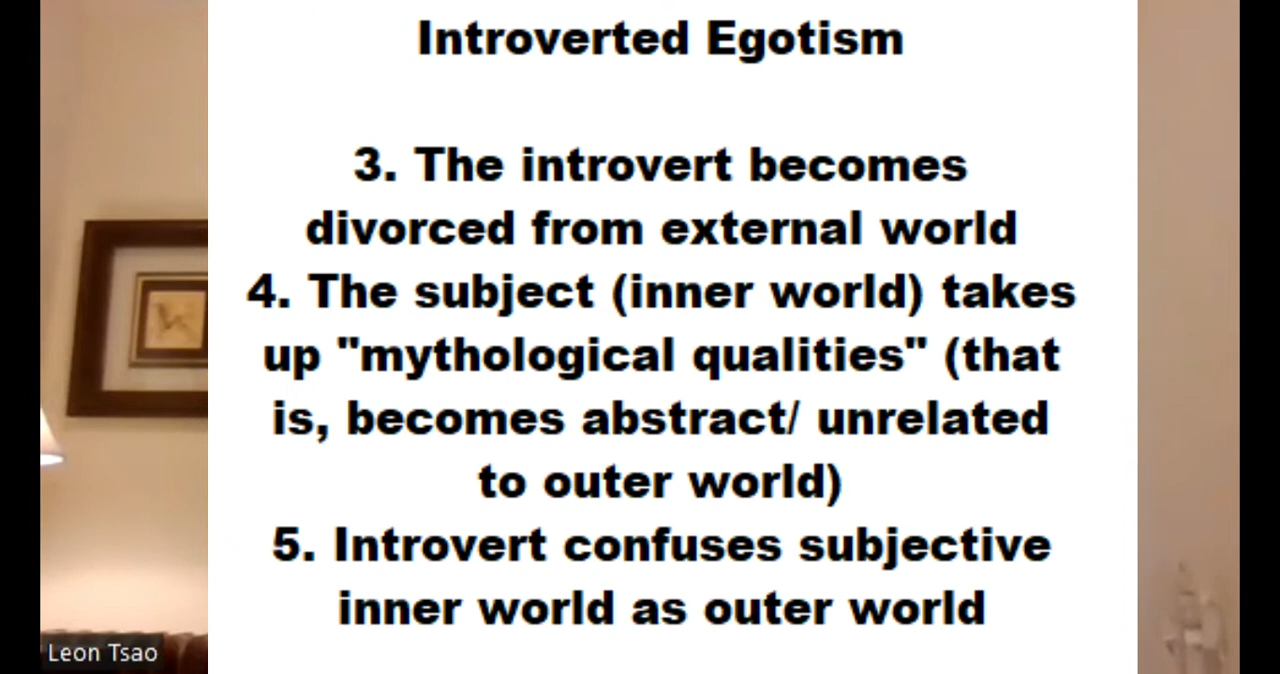 Introverted Egotism
3. The introvert becomes
divorced from external world
4. The subject (inner world) takes
up "mythological qualities" (that
is, becomes abstract/ unrelated
to outer world)
5. Introvert confuses subjective
inner world as outer world
Leon Tsao